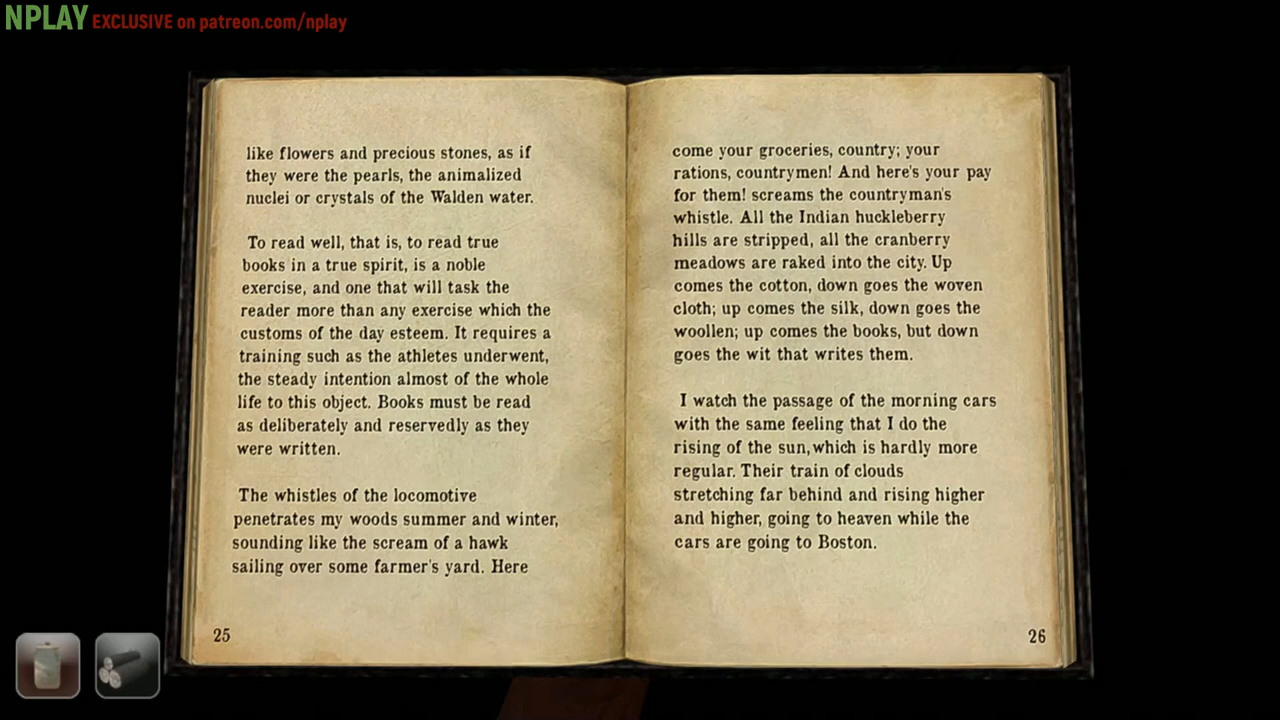 NPLAY EXCLUSIVE on patreon.com/nplay
like flowers and precious stones, as if
they were the pearls, the animalized
nuclei or crystals of the Walden water.
To read well, that is, to read true
books in a true spirit, is a noble
exercise, and one that will task the
reader more than any exercise which the
customs of the day esteem. It requires a
training such as the athletes underwent,
the steady intention almost of the whole
life to this object. Books must be read
as deliberately and reservedly as they
were written.
The whistles of the locomotive
penetrates my woods summer and winter,
sounding like the scream of a hawk
sailing over some farmer's yard. Here
25
come your groceries, country; your
rations, countrymen! And here's your pay
for them! screams the countryman's
whistle. All the Indian huckleberry
hills are stripped, all the cranberry
meadows are raked into the city. Up
comes the cotton, down goes the woven
cloth; up comes the silk, down goes the
woollen; up comes the books, but down
goes the wit that writes them.
I watch the passage of the morning cars
with the same feeling that I do the
rising of the sun, which is hardly more
regular. Their train of clouds
stretching far behind and rising higher
and higher, going to heaven while the
cars are going to Boston.
26